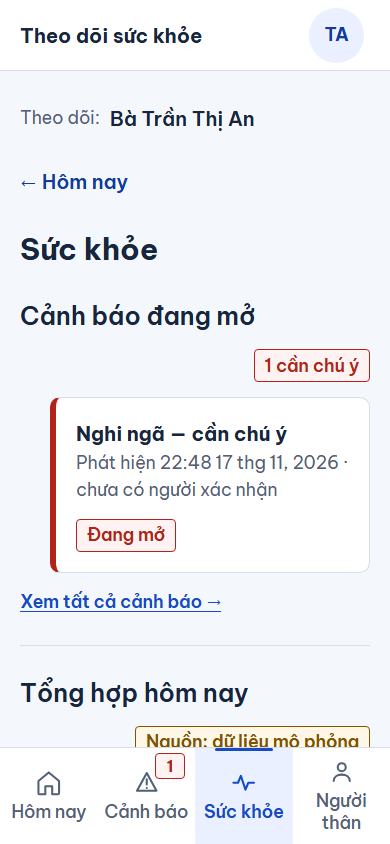 Theo dõi sức khỏe
TA
Theo dõi: Bà Trần Thị An
← Hôm nay
Sức khỏe
Cảnh báo đang mở
1 cần chú ý
Nghi ngã — cần chú ý
Phát hiện 22:48 17 thg 11, 2026 ·
chưa có người xác nhận
Đang mở
Xem tất cả cảnh báo →
Tổng hợp hôm nay
Nguồn: dữ liệu mô phỏng
1
Hôm nay
Cảnh báo
Sức khỏe
Người
thân